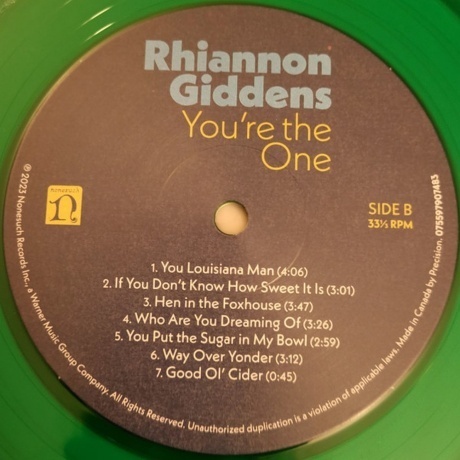 Rhiannon
Giddens
You're the
One
nonesuch
n
SIDE B
33⅓ RPM
1. You Louisiana Man (4:06)
2. If You Don't Know How Sweet It Is (3:01)
3. Hen in the Foxhouse (3:47)
4. Who Are You Dreaming Of (3:26)
5. You Put the Sugar in My Bowl (2:59)
6. Way Over Yonder (3:12)
7. Good Ol' Cider (0:45)
℗ 2023 Nonesuch Records Inc., a Warner Music Group Company. All Rights Reserved. Unauthorized duplication is a violation of applicable laws. Made in Canada by Precision. 075597907483